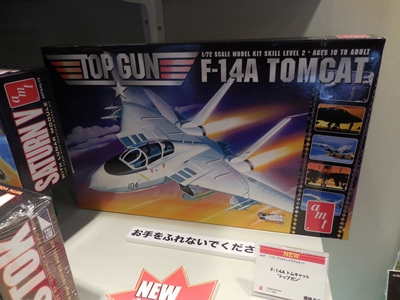 1/72 SCALE MODEL KIT SKILL LEVEL 2 • AGES 10 TO ADULT
TOP GUN
F-14A TOMCAT
amt
SATURN V
amt
104
お手をふれないでくださ
NEW
F-14A トムキャット
"トップガン"
STOK
NEW